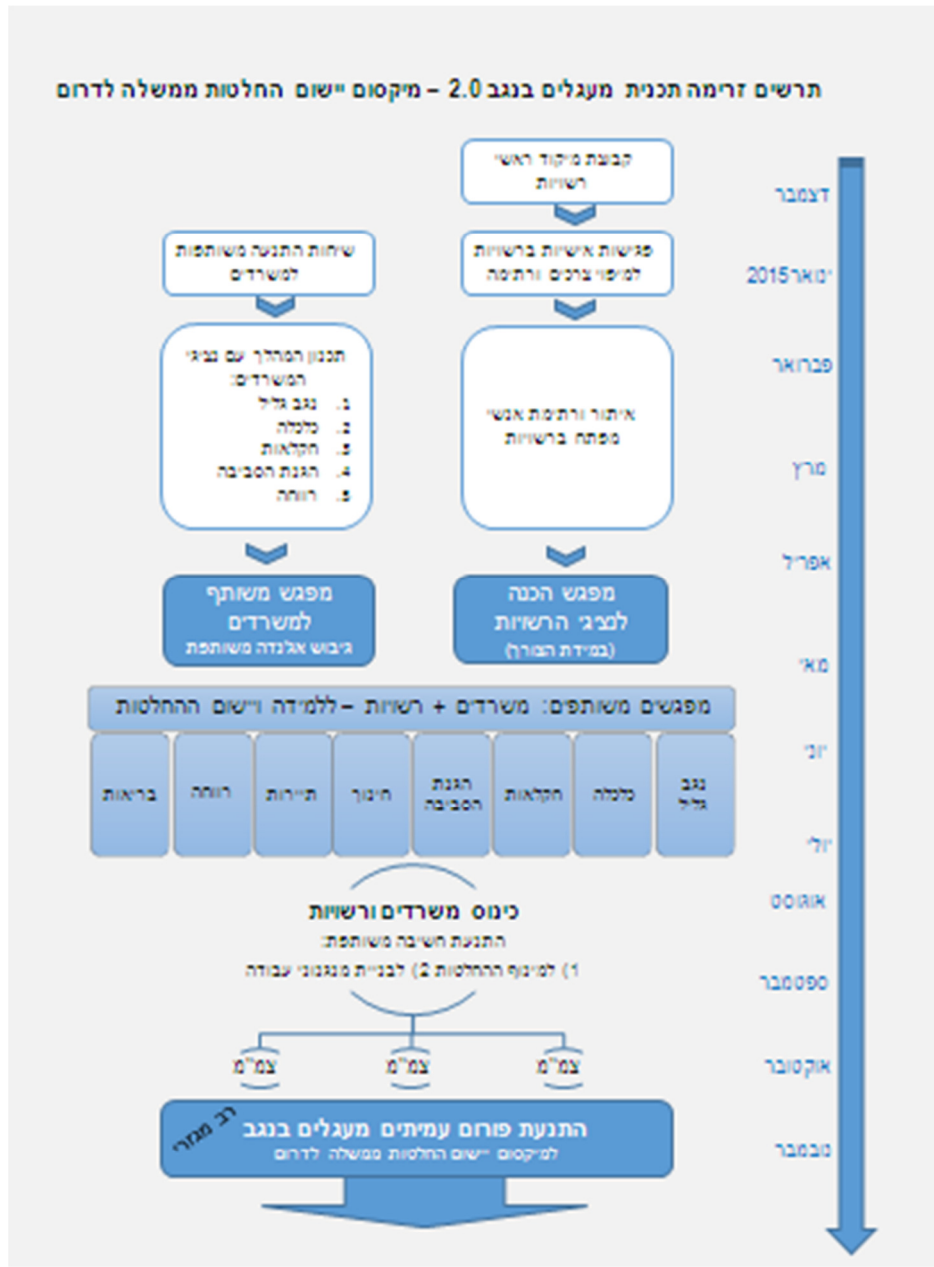 תרשים זרימה תכנית מעגלים בנגב 2.0 – מיקסום יישום החלטות ממשלה לדרום
דצמבר
ינואר 2015
פברואר
מרץ
אפריל
מאי
יוני
יולי
אוגוסט
ספטמבר
אוקטובר
נובמבר
קבוצת מיקוד ראשי
רשויות
פגישות אישיות ברשויות
למיפוי צרכים ורתימה
איתור ורתימת אנשי
מפתח ברשויות
מפגש הכנה
לנציגי הרשויות
(במידת הצורך)
שיחות התנעה משותפות
למשרדים
תכנון המהלך עם נציגי
המשרדים:
1. נגב גליל
2. כלכלה
3. חקלאות
4. הגנת הסביבה
5. רווחה
מפגש משותף
למשרדים
גיבוש אג'נדה משותפת
מפגשים משותפים: משרדים + רשויות – ללמידה ויישום ההחלטות
נגב
גליל
כלכלה
חקלאות
הגנת
הסביבה
חינוך
תיירות
רווחה
בריאות
כינוס משרדים ורשויות
התנעת חשיבה משותפת:
1) למינוף ההחלטות 2) לבניית מנגנוני עבודה
צמ"מ
צמ"מ
צמ"מ
התנעת פורום עמיתים מעגלים בנגב
למיקסום יישום החלטות ממשלה לדרום
רב מגזרי